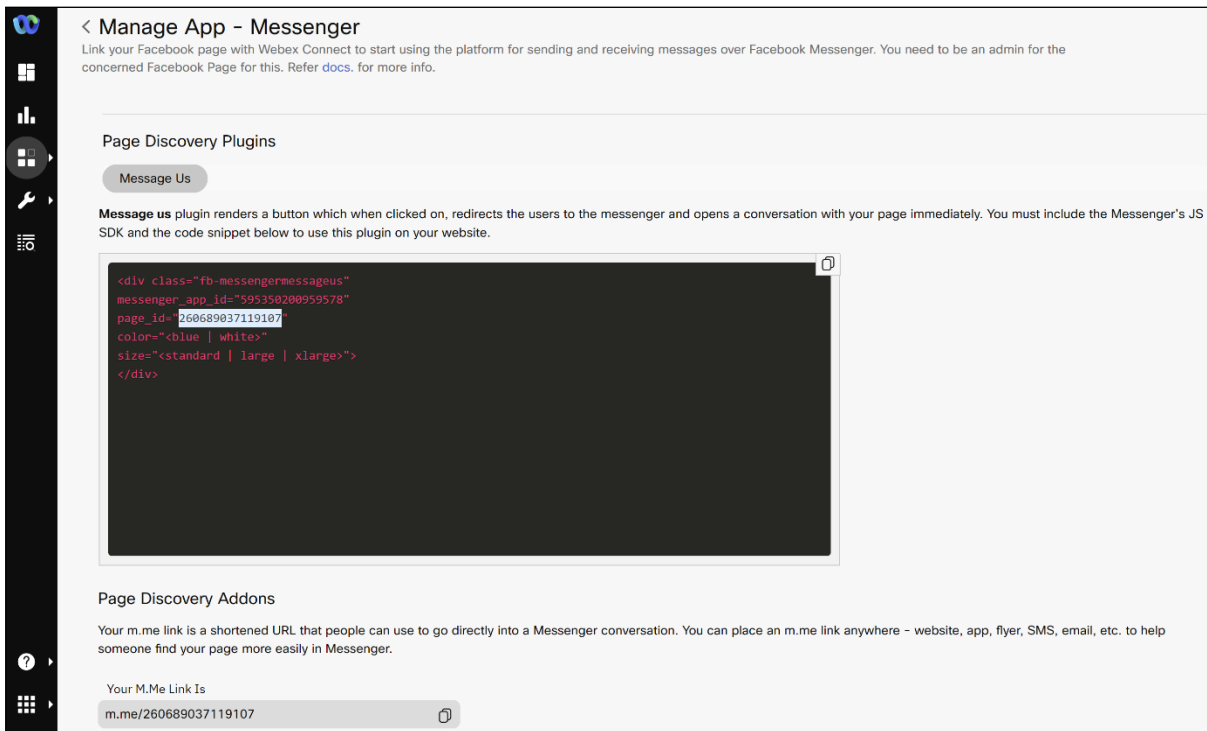 Manage App - Messenger
Link your Facebook page with Webex Connect to start using the platform for sending and receiving messages over Facebook Messenger. You need to be an admin for the
concerned Facebook Page for this. Refer docs. for more info.
Page Discovery Plugins
Message Us
Message us plugin renders a button which when clicked on, redirects the users to the messenger and opens a conversation with your page immediately. You must include the Messenger's JS
SDK and the code snippet below to use this plugin on your website.
<div class="fb-messengermessageus"
messenger_app_id="595350200959578"
page_id="260689037119107"
color="<blue | white>"
size="<standard | large | xlarge>">
</div>
Page Discovery Addons
Your m.me link is a shortened URL that people can use to go directly into a Messenger conversation. You can place an m.me link anywhere - website, app, flyer, SMS, email, etc. to help
someone find your page more easily in Messenger.
Your M.Me Link Is
m.me/260689037119107